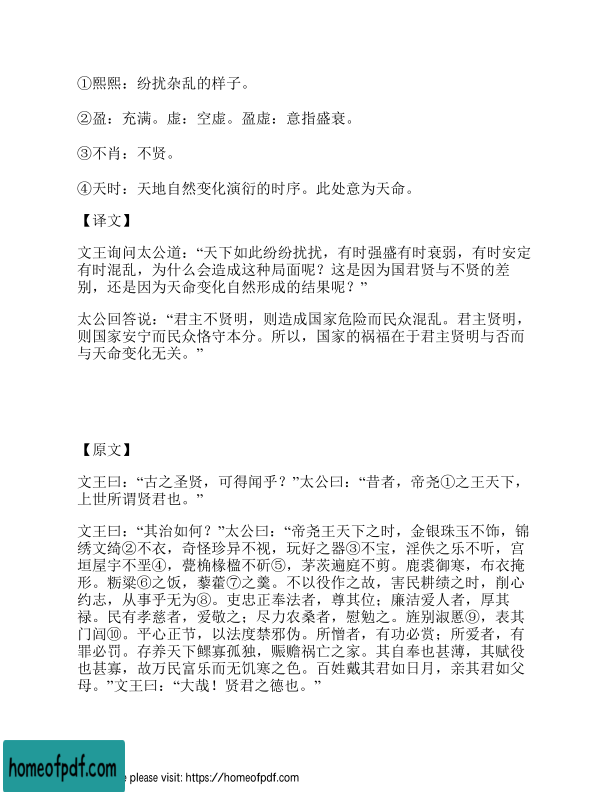 ①熙熙：纷扰杂乱的样子。
②盈：充满。虚：空虚。盈虚：意指盛衰。
③不肖：不贤。
④天时：天地自然变化演衍的时序。此处意为天命。
【译文】
文王询问太公道：“天下如此纷纷扰扰，有时强盛有时衰弱，有时安定
有时混乱，为什么会造成这种局面呢？这是因为国君贤与不贤的差
别，还是因为天命变化自然形成的结果呢？”
太公回答说：“君主不贤明，则造成国家危险而民众混乱。君主贤明，
则国家安宁而民众恪守本分。所以，国家的祸福在于君主贤明与否而
与天命变化无关。”
【原文】
文王曰：“古之圣贤，可得闻乎？”太公曰：“昔者，帝尧①之王天下，
上世所谓贤君也。”
文王曰：“其治如何？”太公曰：“帝尧王天下之时，金银珠玉不饰，锦
绣文绮②不衣，奇怪珍异不视，玩好之器③不宝，淫佚之乐不听，宫
垣屋宇不垩④，甍桷椽楹不斫⑤，茅茨遍庭不剪。鹿裘御寒，布衣掩
形。粝粱⑥之饭，藜藿⑦之羹。不以役作之故，害民耕绩之时，削心
约志，从事乎无为⑧。吏忠正奉法者，尊其位；廉洁爱人者，厚其
禄。民有孝慈者，爱敬之；尽力农桑者，慰勉之。旌别淑慝⑨，表其
门闾⑩。平心正节，以法度禁邪伪。所憎者，有功必赏；所爱者，有
罪必罚。存养天下鳏寡孤独，赈赡祸亡之家。其自奉也甚薄，其赋役
也甚寡，故万民富乐而无饥寒之色。百姓戴其君如日月，亲其君如父
母。”文王曰：“大哉！贤君之德也。”
homeofpdf.com
e please visit: https://homeofpdf.com